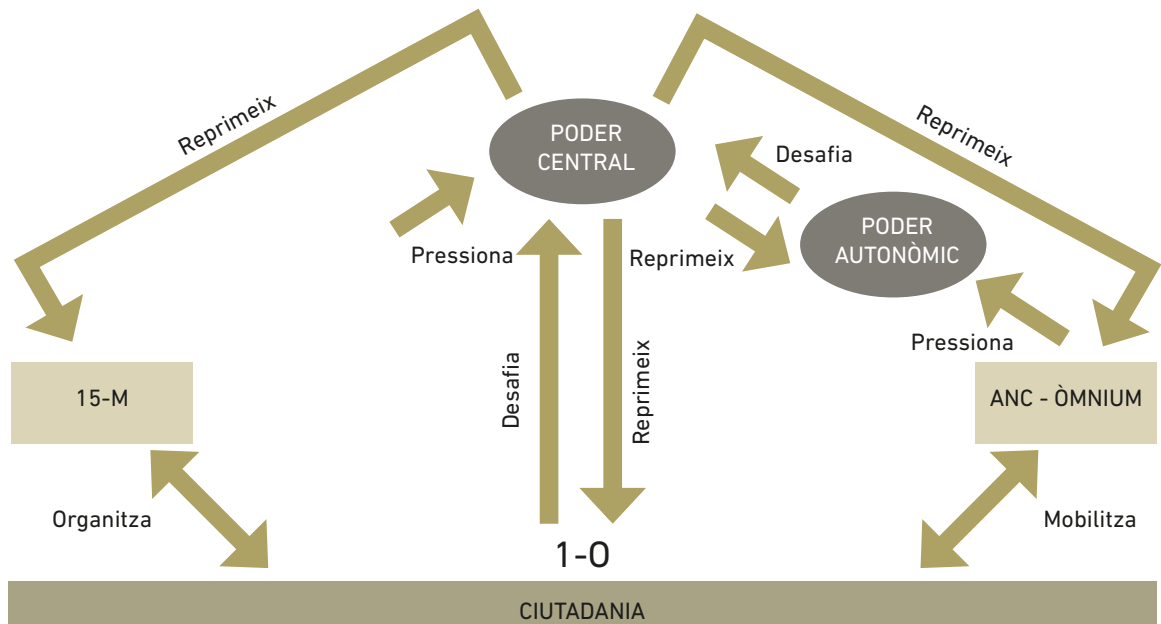 Reprimeix
PODER
CENTRAL
Desafia
Reprimeix
PODER
AUTONÒMIC
Pressiona
Reprimeix
Pressiona
Desafia
Reprimeix
15-M
ANC - ÒMNIUM
Organitza
Mobilitza
1-O
CIUTADANIA